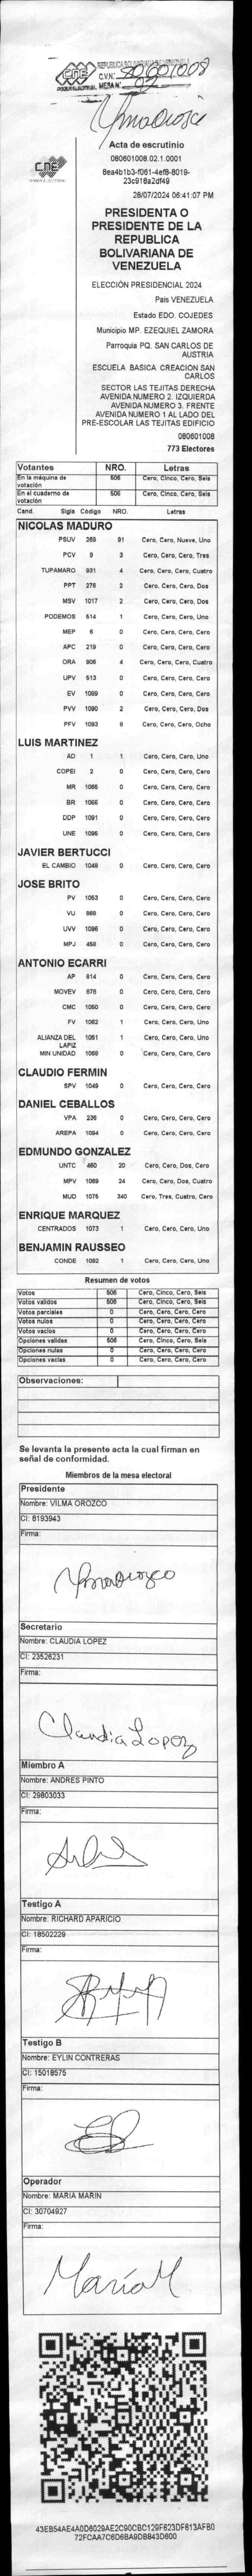 REPUBLICA BOLIVARIANA DE VENEZUELA
cne
PODER ELECTORAL
C.V.N° 080601008
MESA N° 02
Acta de escrutinio
080601008.02.1.0001
8ea4b1b3-f061-4ef8-8019-
23c918a2df49
cne
28/07/2024 06:41:07 PM
PRESIDENTA O
PRESIDENTE DE LA
REPUBLICA
BOLIVARIANA DE
VENEZUELA
ELECCIÓN PRESIDENCIAL 2024
País VENEZUELA
Estado EDO. COJEDES
Municipio MP. EZEQUIEL ZAMORA
Parroquia PQ. SAN CARLOS DE
AUSTRIA
ESCUELA BASICA CREACION SAN
CARLOS
SECTOR LAS TEJITAS DERECHA
AVENIDA NUMERO 2. IZQUIERDA
AVENIDA NUMERO 3. FRENTE
AVENIDA NUMERO 1 AL LADO DEL
PRE-ESCOLAR LAS TEJITAS EDIFICIO
080601008
773 Electores
Votantes NRO. Letras
En la máquina de votación 506 Cero, Cinco, Cero, Seis
En el cuaderno de votación 506 Cero, Cinco, Cero, Seis
Cand. Sigla Código NRO. Letras
NICOLAS MADURO
PSUV 269 91 Cero, Cero, Nueve, Uno
PCV 9 3 Cero, Cero, Cero, Tres
TUPAMARO 931 4 Cero, Cero, Cero, Cuatro
PPT 276 2 Cero, Cero, Cero, Dos
MSV 1017 2 Cero, Cero, Cero, Dos
PODEMOS 514 1 Cero, Cero, Cero, Uno
MEP 6 0 Cero, Cero, Cero, Cero
APC 219 0 Cero, Cero, Cero, Cero
ORA 906 4 Cero, Cero, Cero, Cuatro
UPV 513 0 Cero, Cero, Cero, Cero
EV 1089 0 Cero, Cero, Cero, Cero
PVV 1090 2 Cero, Cero, Cero, Dos
PFV 1093 8 Cero, Cero, Cero, Ocho
LUIS MARTINEZ
AD 1 1 Cero, Cero, Cero, Uno
COPEI 2 0 Cero, Cero, Cero, Cero
MR 1065 0 Cero, Cero, Cero, Cero
BR 1066 0 Cero, Cero, Cero, Cero
DDP 1091 0 Cero, Cero, Cero, Cero
UNE 1095 0 Cero, Cero, Cero, Cero
JAVIER BERTUCCI
EL CAMBIO 1048 0 Cero, Cero, Cero, Cero
JOSE BRITO
PV 1053 0 Cero, Cero, Cero, Cero
VU 968 0 Cero, Cero, Cero, Cero
UVV 1096 0 Cero, Cero, Cero, Cero
MPJ 458 0 Cero, Cero, Cero, Cero
ANTONIO ECARRI
AP 814 0 Cero, Cero, Cero, Cero
MOVEV 878 0 Cero, Cero, Cero, Cero
CMC 1050 0 Cero, Cero, Cero, Cero
FV 1062 1 Cero, Cero, Cero, Uno
ALIANZA DEL LAPIZ 1051 1 Cero, Cero, Cero, Uno
MIN UNIDAD 1069 0 Cero, Cero, Cero, Cero
CLAUDIO FERMIN
SPV 1049 0 Cero, Cero, Cero, Cero
DANIEL CEBALLOS
VPA 236 0 Cero, Cero, Cero, Cero
AREPA 1094 0 Cero, Cero, Cero, Cero
EDMUNDO GONZALEZ
UNTC 460 20 Cero, Cero, Dos, Cero
MPV 1069 24 Cero, Cero, Dos, Cuatro
MUD 1075 340 Cero, Tres, Cuatro, Cero
ENRIQUE MARQUEZ
CENTRADOS 1073 1 Cero, Cero, Cero, Uno
BENJAMIN RAUSSEO
CONDE 1092 1 Cero, Cero, Cero, Uno
Resumen de votos
Votos 506 Cero, Cinco, Cero, Seis
Votos validos 506 Cero, Cinco, Cero, Seis
Votos parciales 0 Cero, Cero, Cero, Cero
Votos nulos 0 Cero, Cero, Cero, Cero
Votos vacíos 0 Cero, Cero, Cero, Cero
Opciones validas 506 Cero, Cinco, Cero, Seis
Opciones nulas 0 Cero, Cero, Cero, Cero
Opciones vacías 0 Cero, Cero, Cero, Cero
Observaciones:
Se levanta la presente acta la cual firman en
señal de conformidad.
Miembros de la mesa electoral
Presidente
Nombre: VILMA OROZCO
CI: 8193943
Firma:
Secretario
Nombre: CLAUDIA LOPEZ
CI: 23526231
Firma:
Claudia Lopez
Miembro A
Nombre: ANDRES PINTO
CI: 29803033
Firma:
Testigo A
Nombre: RICHARD APARICIO
CI: 18502229
Firma:
Testigo B
Nombre: EYLIN CONTRERAS
CI: 15018575
Firma:
Operador
Nombre: MARIA MARIN
CI: 30704927
Firma:
María M
43EB54AE4A0D6029AE2C90CBC129F623DF613AFB0
72FCAA7C6D6BA9DB843D600